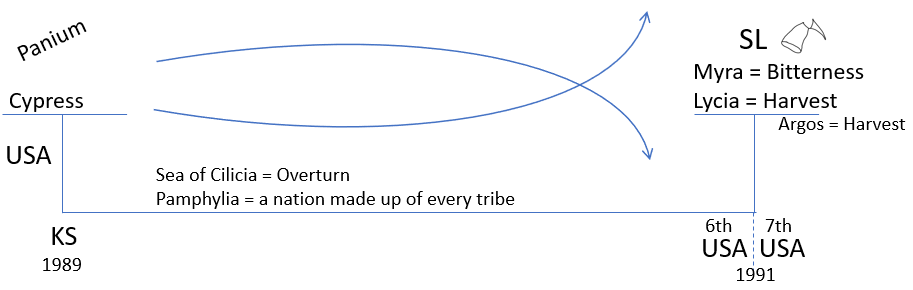 Panium
Cypress
USA
KS
1989
Sea of Cilicia = Overturn
Pamphylia = a nation made up of every tribe
SL
Myra = Bitterness
Lycia = Harvest
Argos = Harvest
6th 7th
USA USA
1991